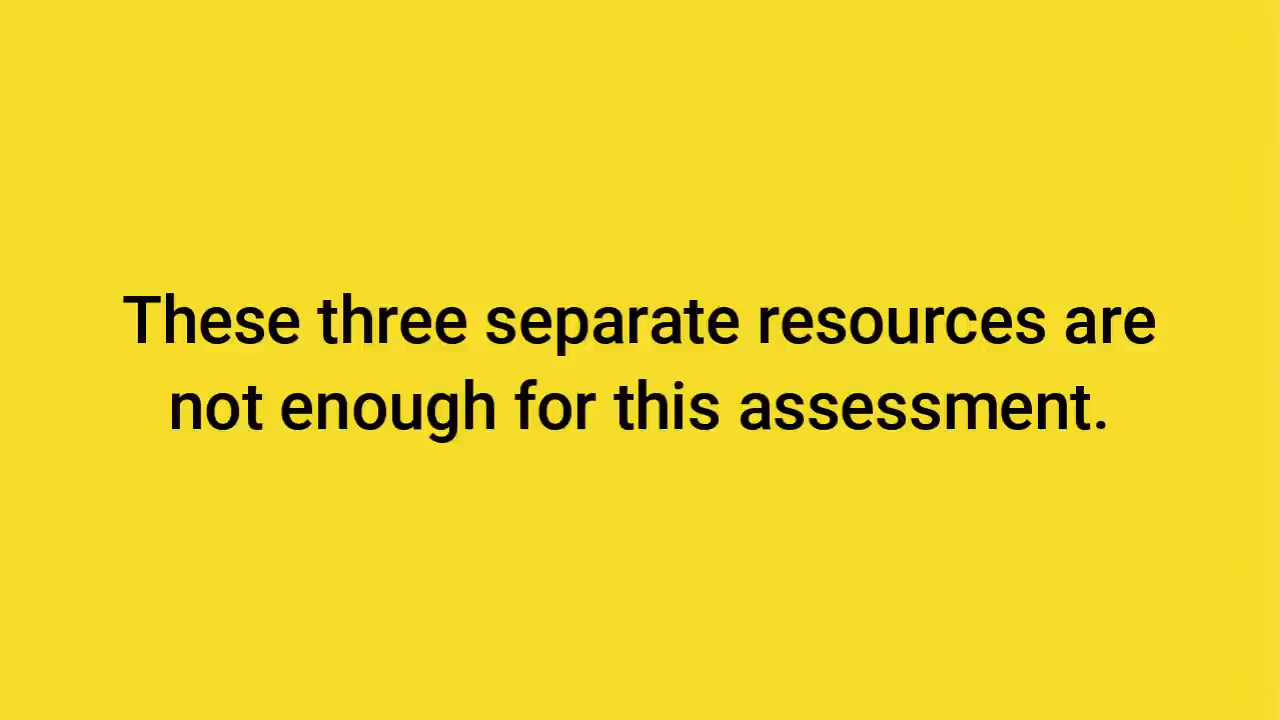 These three separate resources are
not enough for this assessment.